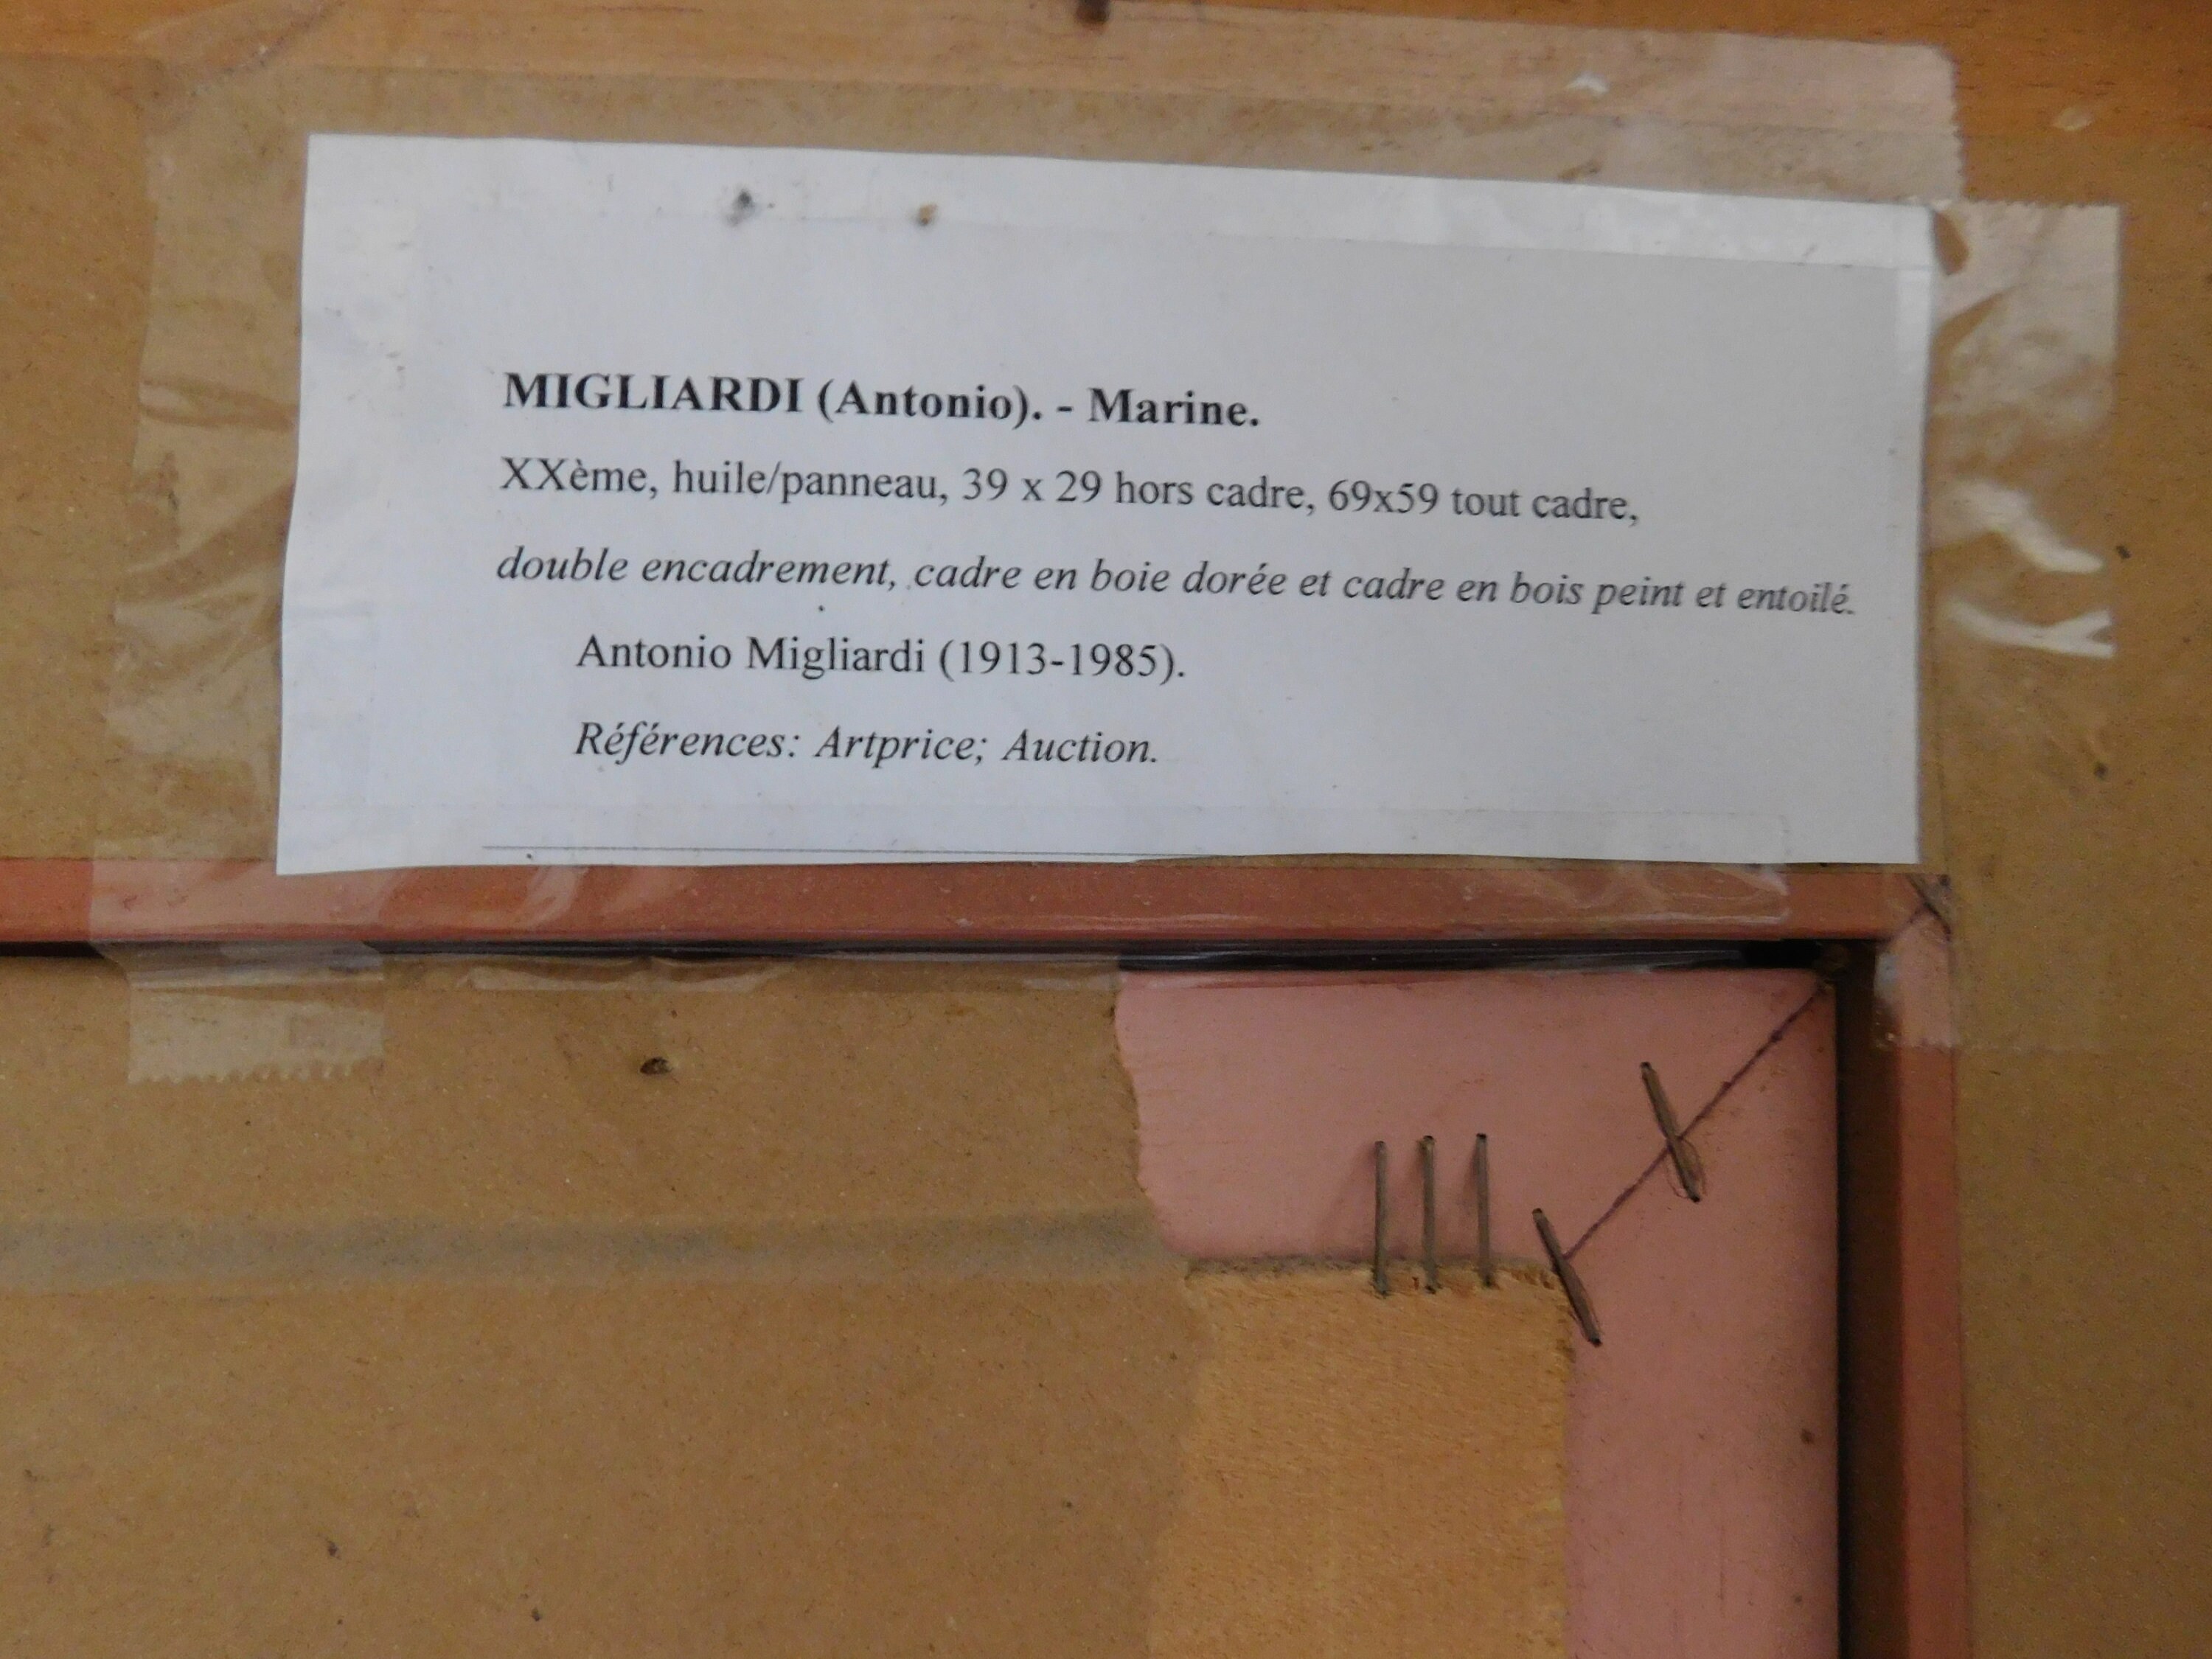 MIGLIARDI (Antonio). - Marine.
XXème, huile/panneau, 39 x 29 hors cadre, 69x59 tout cadre,
double encadrement, cadre en boie dorée et cadre en bois peint et entoilé.
Antonio Migliardi (1913-1985).
Références: Artprice; Auction.